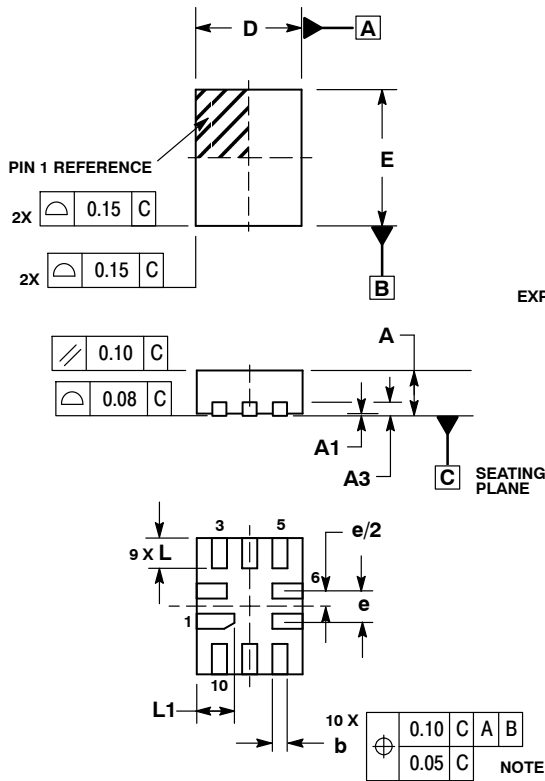 D
A
PIN 1 REFERENCE
E
2X ⌓ 0.15 C
2X ⌓ 0.15 C
B
EXP
A
⫽ 0.10 C
⌓ 0.08 C
A1
A3
C
SEATING
PLANE
3
5
e/2
9 X L
6
e
1
10
L1
10 X
b
⌖ 0.10 C A B
0.05 C
NOTE